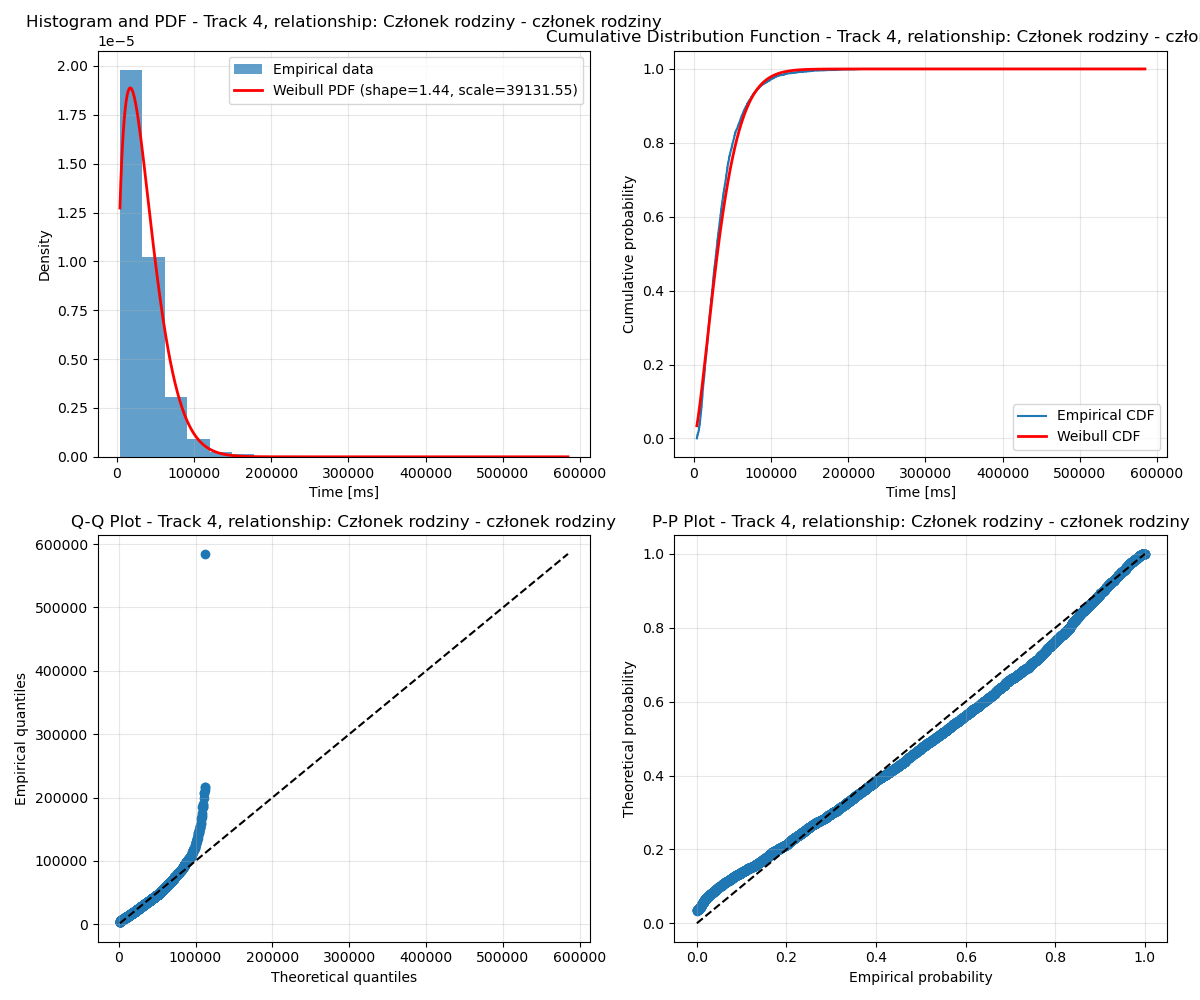 Histogram and PDF - Track 4, relationship: Członek rodziny - członek rodziny
1e−5
2.00
1.75
1.50
1.25
1.00
0.75
0.50
0.25
0.00
Density
Empirical data
Weibull PDF (shape=1.44, scale=39131.55)
0 100000 200000 300000 400000 500000 600000
Time [ms]
Cumulative Distribution Function - Track 4, relationship: Członek rodziny - czło
1.0
0.8
0.6
0.4
0.2
0.0
Cumulative probability
Empirical CDF
Weibull CDF
0 100000 200000 300000 400000 500000 600000
Time [ms]
Q-Q Plot - Track 4, relationship: Członek rodziny - członek rodziny
600000
500000
400000
300000
200000
100000
0
Empirical quantiles
0 100000 200000 300000 400000 500000 600000
Theoretical quantiles
P-P Plot - Track 4, relationship: Członek rodziny - członek rodziny
1.0
0.8
0.6
0.4
0.2
0.0
Theoretical probability
0.0 0.2 0.4 0.6 0.8 1.0
Empirical probability